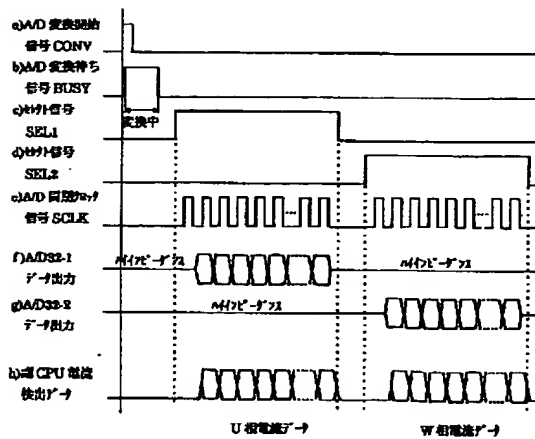 a)A/D 変換開始
信号 CONV
b)A/D 変換待ち
信号 BUSY
変換中
c)セレクト信号
SEL1
d)セレクト信号
SEL2
e)A/D 同期クロック
信号 SCLK
f)A/D32-1
データ出力
ハイインピーダンス
ハイインピーダンス
g)A/D32-2
データ出力
ハイインピーダンス
h) CPU 電流
検出データ
U 相電流データ
W 相電流データ